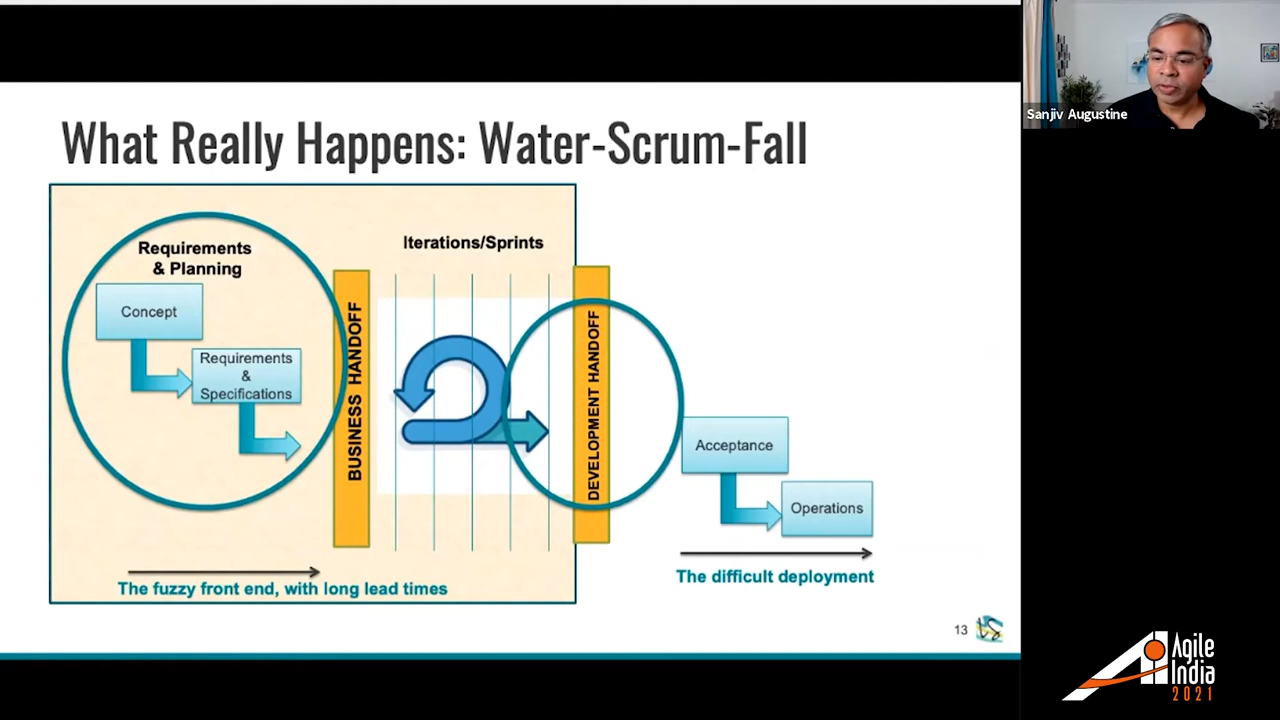 What Really Happens: Water-Scrum-Fall
Requirements
& Planning
Concept
Requirements
&
Specifications
BUSINESS HANDOFF
Iterations/Sprints
DEVELOPMENT HANDOFF
Acceptance
Operations
The fuzzy front end, with long lead times
The difficult deployment
13
Sanjiv Augustine
Agile
India
2021